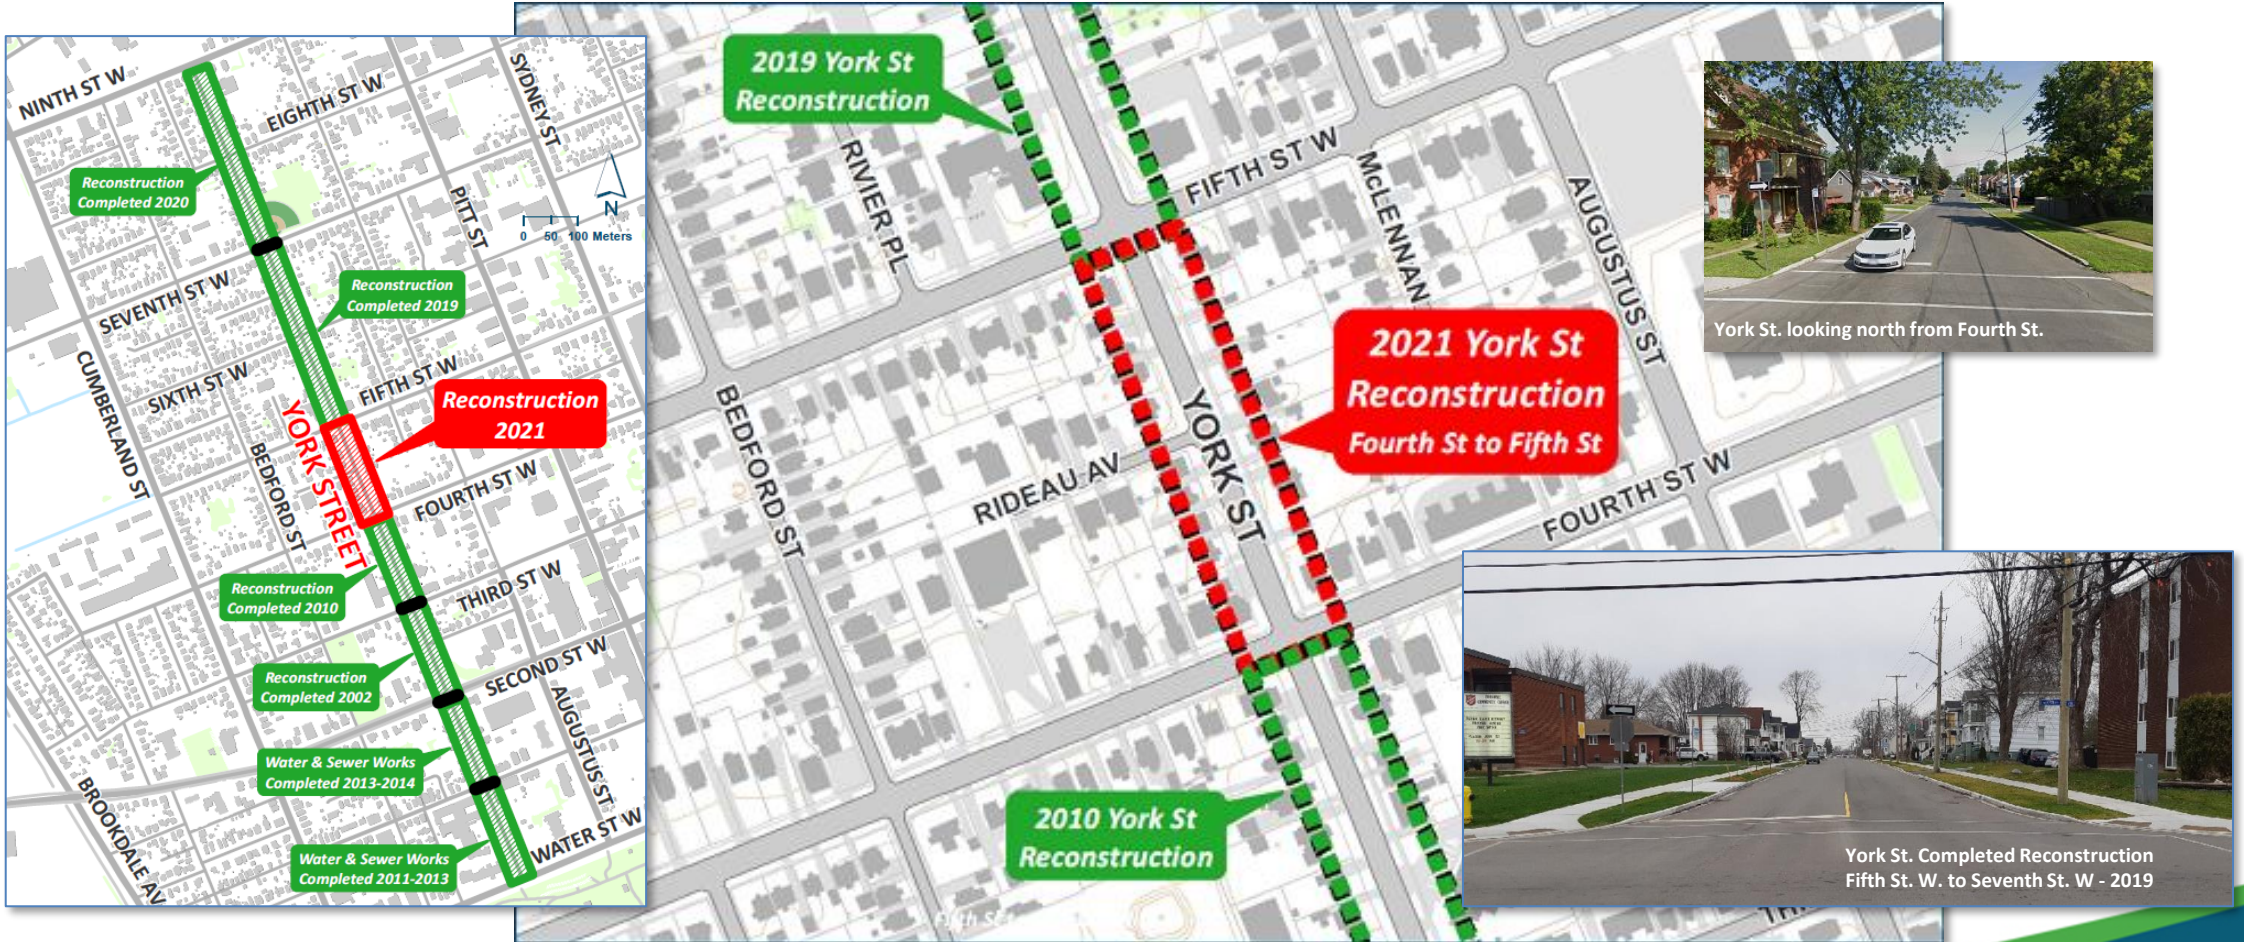 NINTH ST W
EIGHTH ST W
SYDNEY ST
PITT ST
N
0 50 100 Meters
Reconstruction
Completed 2020
SEVENTH ST W
Reconstruction
Completed 2019
CUMBERLAND ST
SIXTH ST W
FIFTH ST W
Reconstruction
2021
YORK STREET
BEDFORD ST
FOURTH ST W
Reconstruction
Completed 2010
THIRD ST W
Reconstruction
Completed 2002
SECOND ST W
AUGUSTUS ST
Water & Sewer Works
Completed 2013-2014
BROOKDALE AV
WATER ST W
Water & Sewer Works
Completed 2011-2013
2019 York St
Reconstruction
RIVIER PL
FIFTH ST W
McLENNAN
AUGUSTUS ST
2021 York St
Reconstruction
Fourth St to Fifth St
BEDFORD ST
RIDEAU AV
YORK ST
FOURTH ST W
2010 York St
Reconstruction
York St. looking north from Fourth St.
York St. Completed Reconstruction
Fifth St. W. to Seventh St. W - 2019